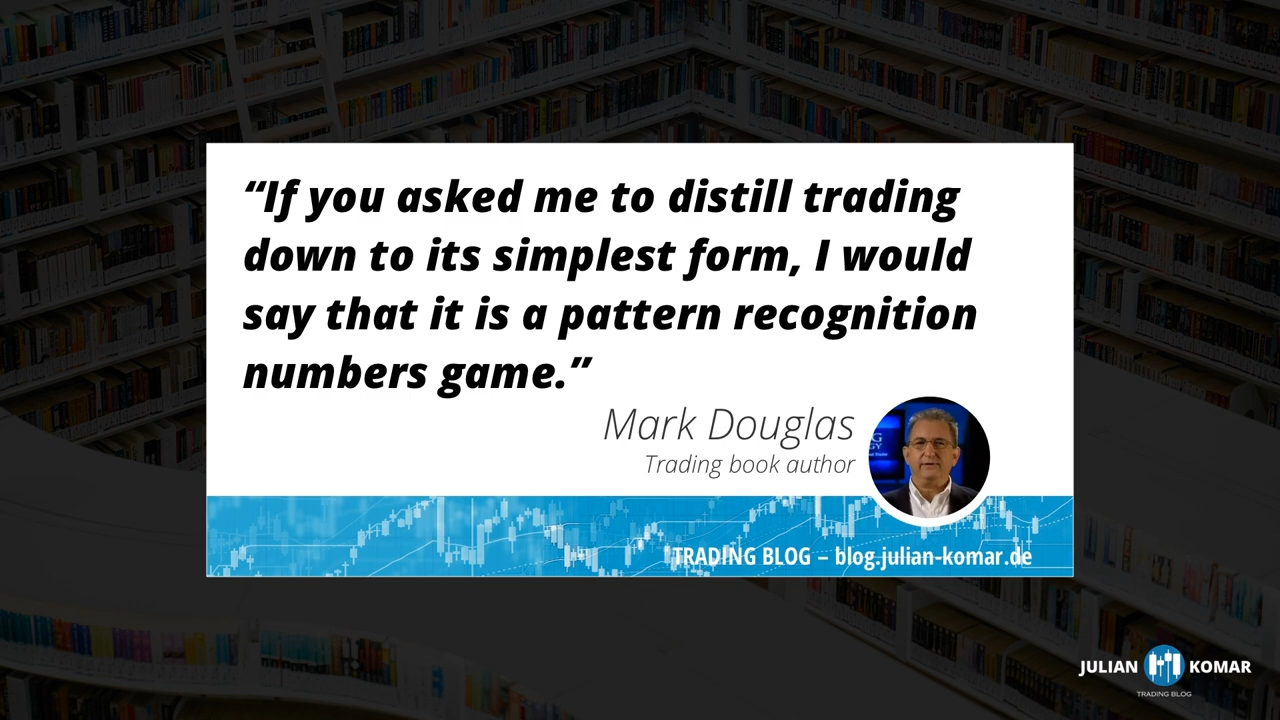 “If you asked me to distill trading
down to its simplest form, I would
say that it is a pattern recognition
numbers game.”
Mark Douglas
Trading book author
TRADING BLOG – blog.julian-komar.de
JULIAN KOMAR
TRADING BLOG